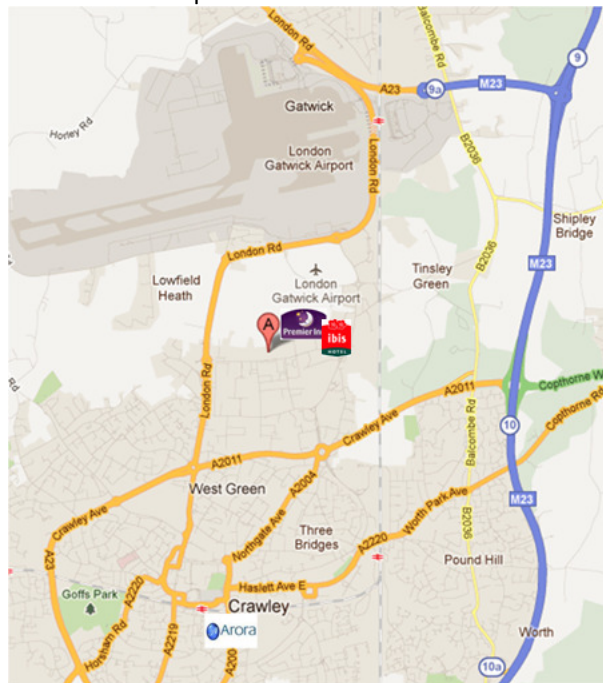 London Rd
Balcombe Rd
9
M23
9a
A23
Gatwick
Horley Rd
London
Gatwick Airport
London Rd
B2036
Shipley
Bridge
London Rd
B2036
M23
Lowfield
Heath
London
Gatwick Airport
Tinsley
Green
A
Premier Inn
ibis
HOTEL
London Rd
A2011
Copthorne W
Copthorne Rd
Crawley Ave
10
A2011
Balcombe Rd
West Green
A2004
M23
Crawley Ave
Worth Park Ave
Northgate Ave
Three
Bridges
B2036
A23
A2220
Pound Hill
Goffs Park
A2220
Haslett Ave E
Crawley
Arora
Horsham Rd
A2219
A200
Worth
10a